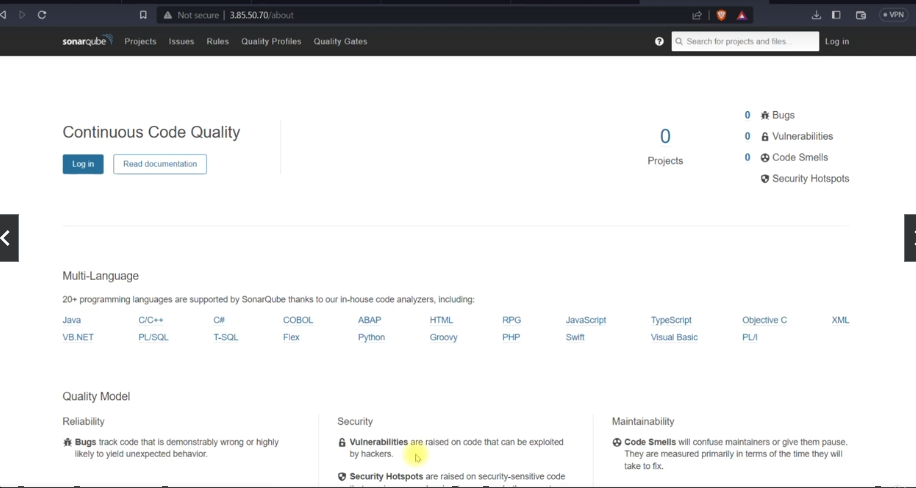 Not secure 3.85.50.70/about
VPN
sonarqube Projects Issues Rules Quality Profiles Quality Gates Search for projects and files... Log in
Continuous Code Quality
Log in Read documentation
0
Projects
0 Bugs
0 Vulnerabilities
0 Code Smells
Security Hotspots
Multi-Language
20+ programming languages are supported by SonarQube thanks to our in-house code analyzers, including:
Java C/C++ C# COBOL ABAP HTML RPG JavaScript TypeScript Objective C XML
VB.NET PL/SQL T-SQL Flex Python Groovy PHP Swift Visual Basic PL/I
Quality Model
Reliability
Bugs track code that is demonstrably wrong or highly
likely to yield unexpected behavior.
Security
Vulnerabilities are raised on code that can be exploited
by hackers.
Security Hotspots are raised on security-sensitive code
Maintainability
Code Smells will confuse maintainers or give them pause.
They are measured primarily in terms of the time they will
take to fix.